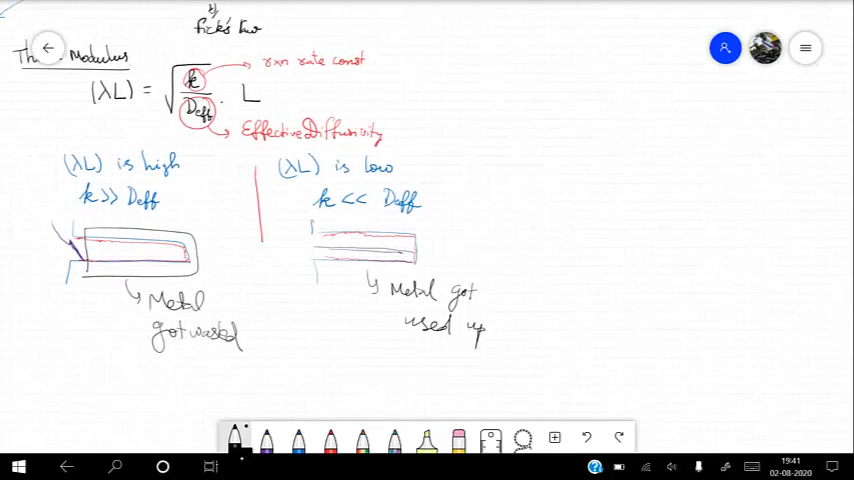 Fick's law
Modulus
(λL) = √(k/Deff) . L
rxn rate const
Effective Diffusivity
(λL) is high
k >> Deff
(λL) is low
k << Deff
Metal
got wasted
Metal got
used up
19:41
02-08-2020